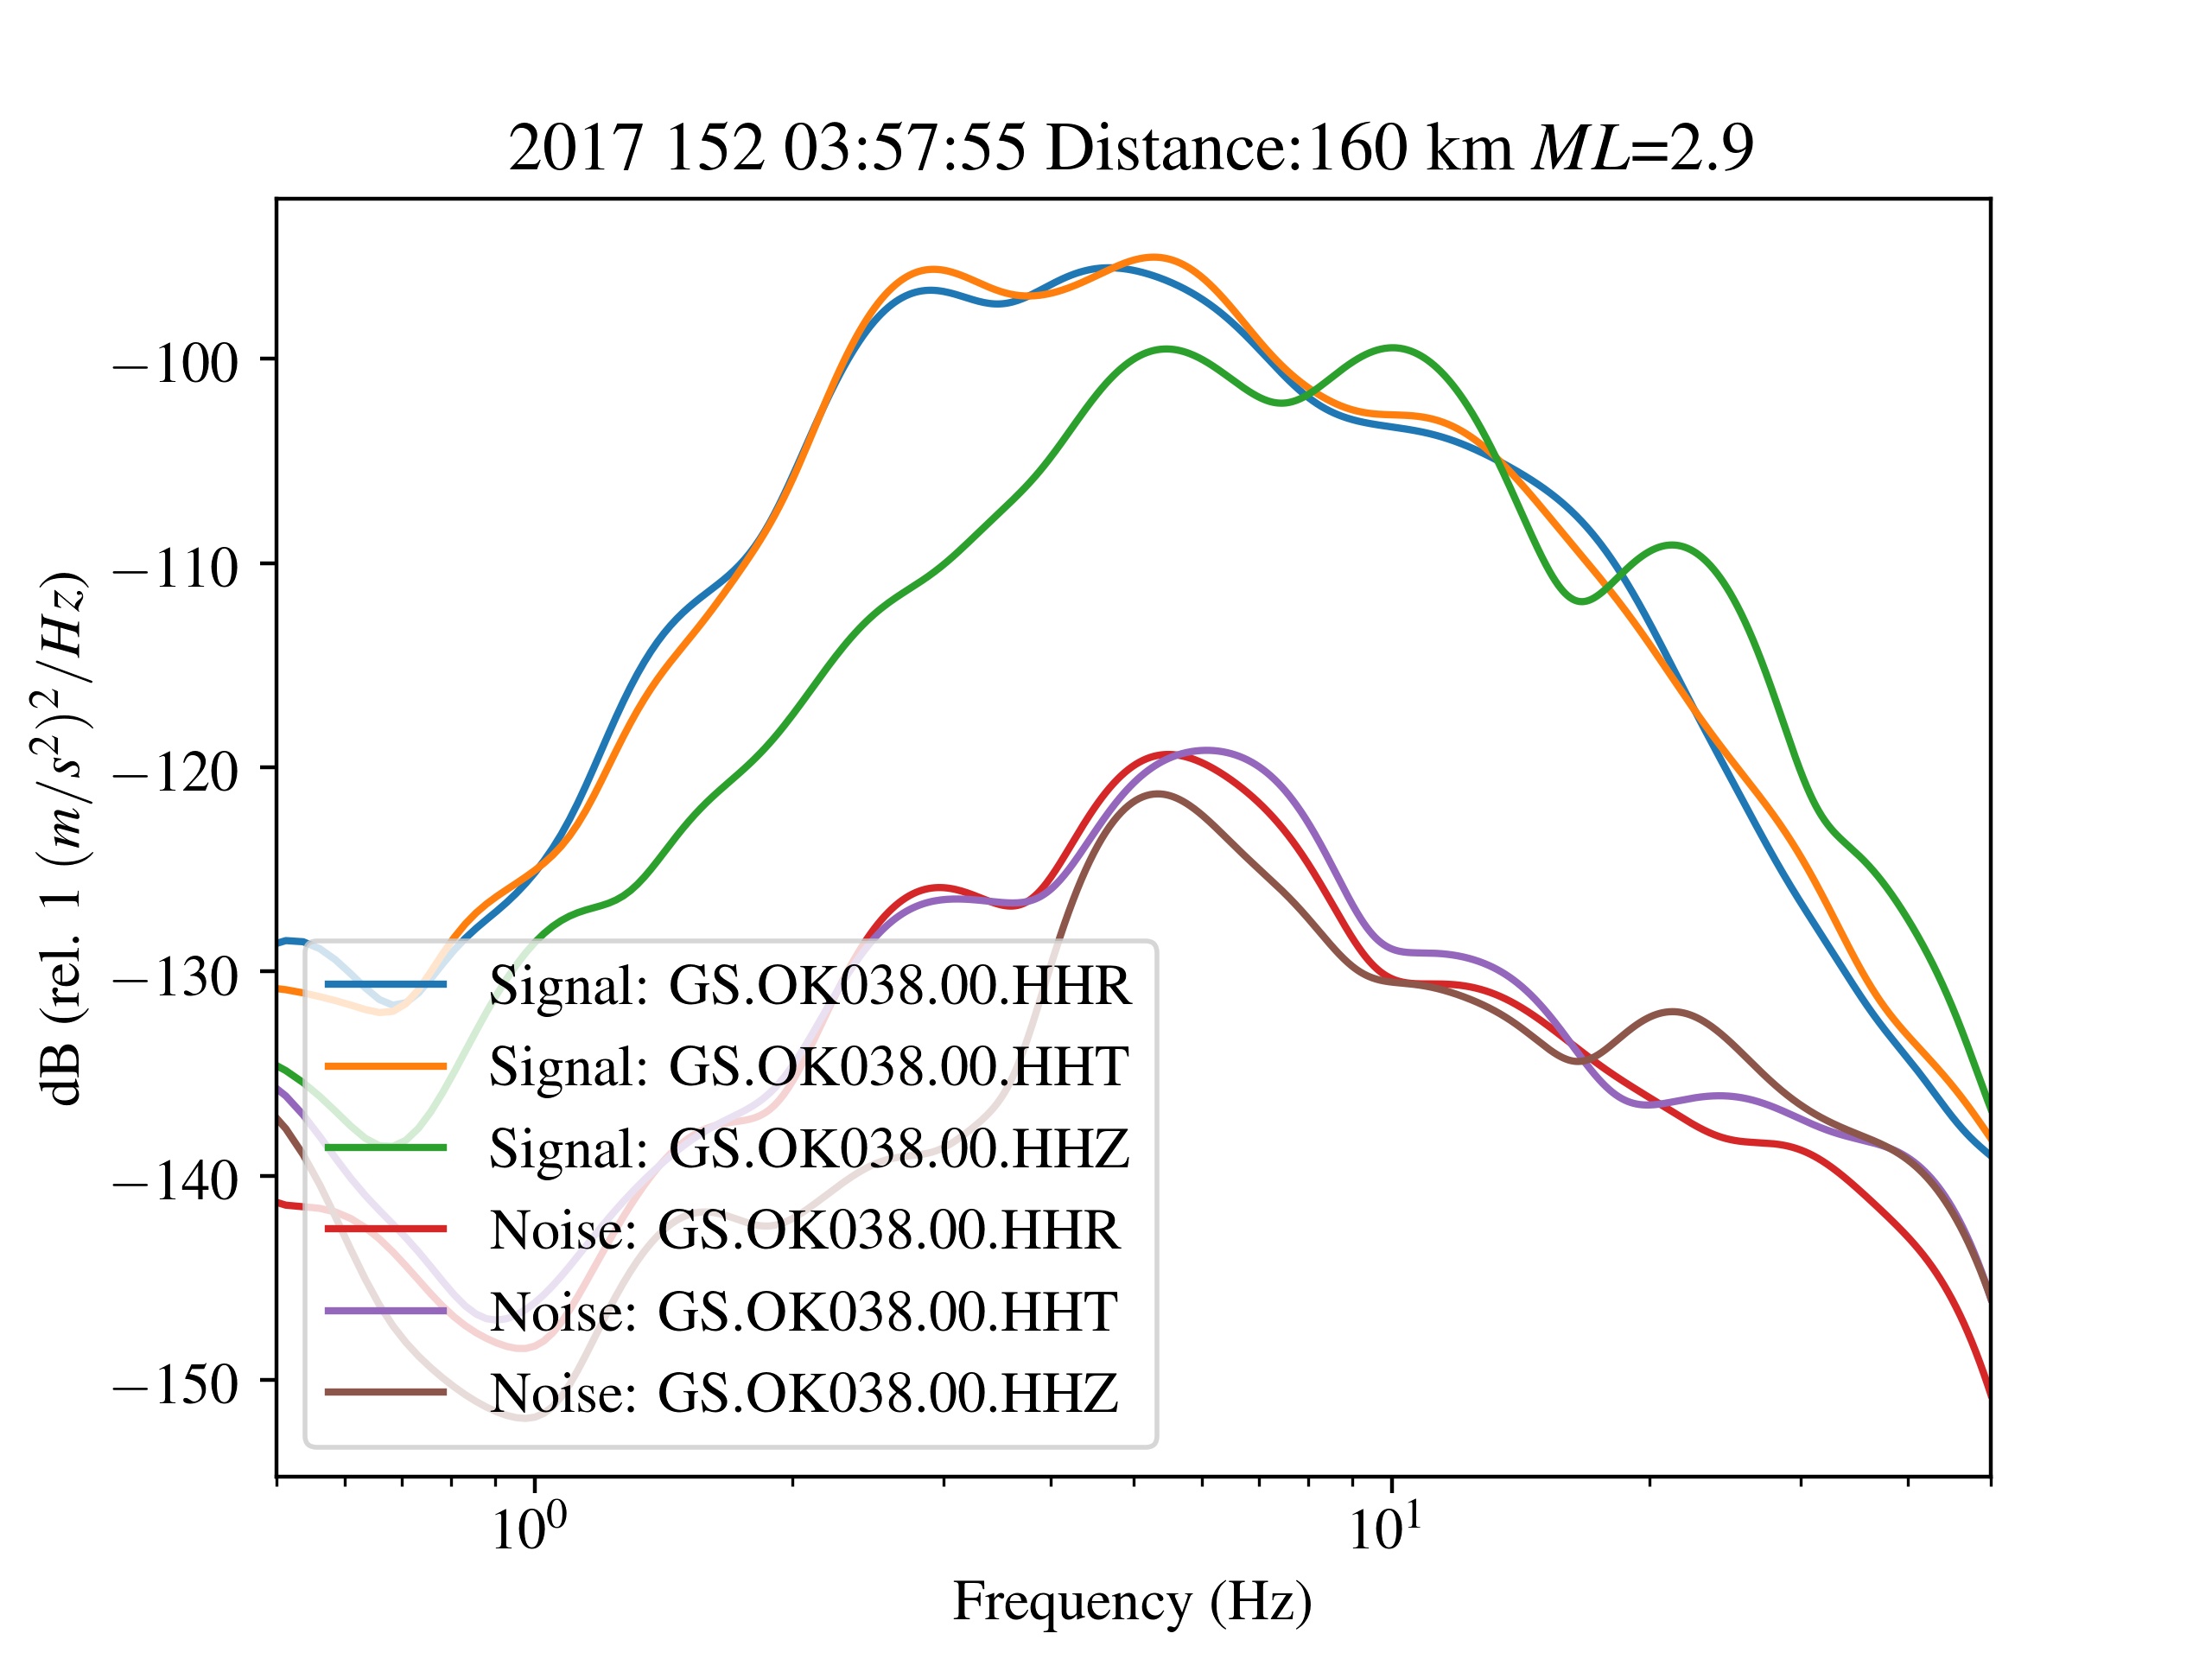 2017 152 03:57:55 Distance:160 km ML=2.9
dB (rel. 1 (m/s²)²/Hz)
−100
−110
−120
−130
−140
−150
Signal: GS.OK038.00.HHR
Signal: GS.OK038.00.HHT
Signal: GS.OK038.00.HHZ
Noise: GS.OK038.00.HHR
Noise: GS.OK038.00.HHT
Noise: GS.OK038.00.HHZ
10⁰ 10¹
Frequency (Hz)